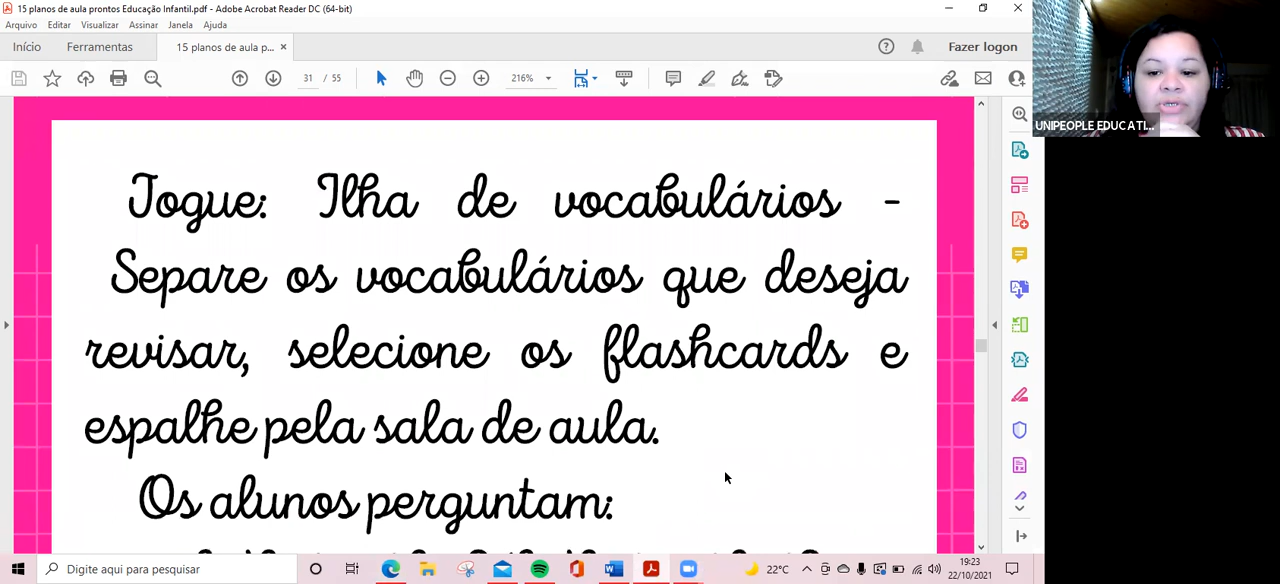 15 planos de aula prontos Educação Infantil.pdf - Adobe Acrobat Reader DC (64-bit)
Arquivo Editar Visualizar Assinar Janela Ajuda
Início Ferramentas 15 planos de aula p... Fazer logon
31 / 55 216%
UNIPEOPLE EDUCATI...
Jogue: Ilha de vocabulários -
Separe os vocabulários que deseja
revisar, selecione os flashcards e
espalhe pela sala de aula.
Os alunos perguntam:
Digite aqui para pesquisar
22°C
19:23
22/10/2021